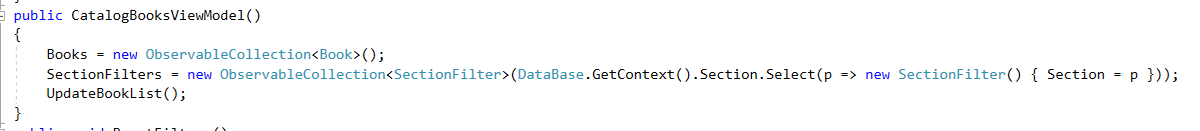 public CatalogBooksViewModel()
{
Books = new ObservableCollection<Book>();
SectionFilters = new ObservableCollection<SectionFilter>(DataBase.GetContext().Section.Select(p => new SectionFilter() { Section = p }));
UpdateBookList();
}